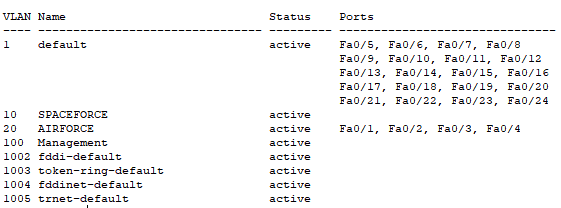 VLAN Name                             Status    Ports
---- -------------------------------- --------- -------------------------------
1    default                          active    Fa0/5, Fa0/6, Fa0/7, Fa0/8
                                                Fa0/9, Fa0/10, Fa0/11, Fa0/12
                                                Fa0/13, Fa0/14, Fa0/15, Fa0/16
                                                Fa0/17, Fa0/18, Fa0/19, Fa0/20
                                                Fa0/21, Fa0/22, Fa0/23, Fa0/24
10   SPACEFORCE                       active
20   AIRFORCE                         active    Fa0/1, Fa0/2, Fa0/3, Fa0/4
100  Management                       active
1002 fddi-default                     active
1003 token-ring-default               active
1004 fddinet-default                  active
1005 trnet-default                    active